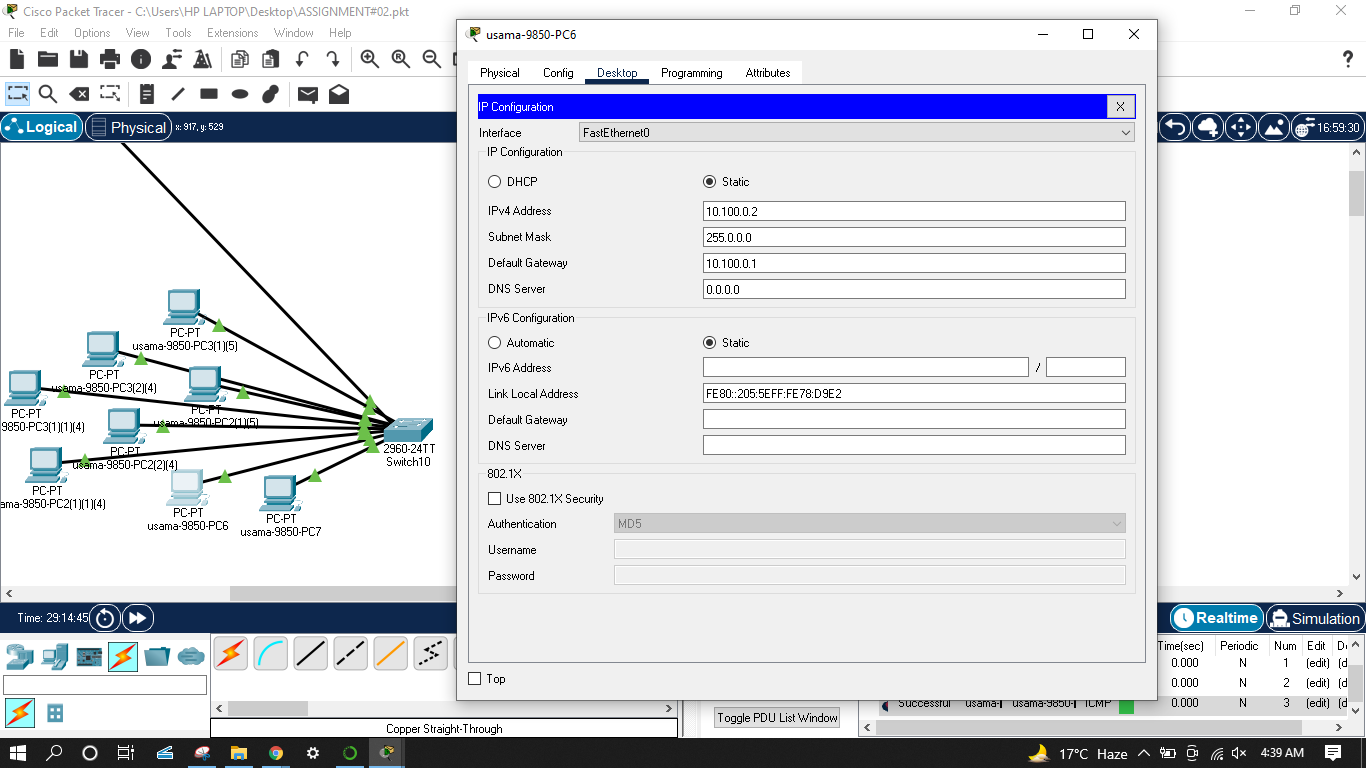 Cisco Packet Tracer - C:\Users\HP LAPTOP\Desktop\ASSIGNMENT#02.pkt
File Edit Options View Tools Extensions Window Help
?
Logical Physical x: 917, y: 529
16:59:30
usama-9850-PC6
Physical Config Desktop Programming Attributes
IP Configuration X
Interface FastEthernet0
IP Configuration
DHCP Static
IPv4 Address 10.100.0.2
Subnet Mask 255.0.0.0
Default Gateway 10.100.0.1
DNS Server 0.0.0.0
IPv6 Configuration
Automatic Static
IPv6 Address /
Link Local Address FE80::205:5EFF:FE78:D9E2
Default Gateway
DNS Server
802.1X
Use 802.1X Security
Authentication MD5
Username
Password
Top
PC-PT
usama-9850-PC3(1)(5)
PC-PT
usama-9850-PC3(2)(4)
PC-PT
9850-PC3(1)(1)(4)
PC-PT
usama-9850-PC2(1)(5)
PC-PT
usama-9850-PC2(2)(4)
PC-PT
ama-9850-PC2(1)(1)(4)
PC-PT
usama-9850-PC6
PC-PT
usama-9850-PC7
2960-24TT
Switch10
Time: 29:14:45
Realtime Simulation
Copper Straight-Through
Toggle PDU List Window
Time(sec) Periodic Num Edit
0.000 N 1 (edit) (d
0.000 N 2 (edit) (d
Successful usama- usama-9850- ICMP 0.000 N 3 (edit) (d
17°C Haze 4:39 AM